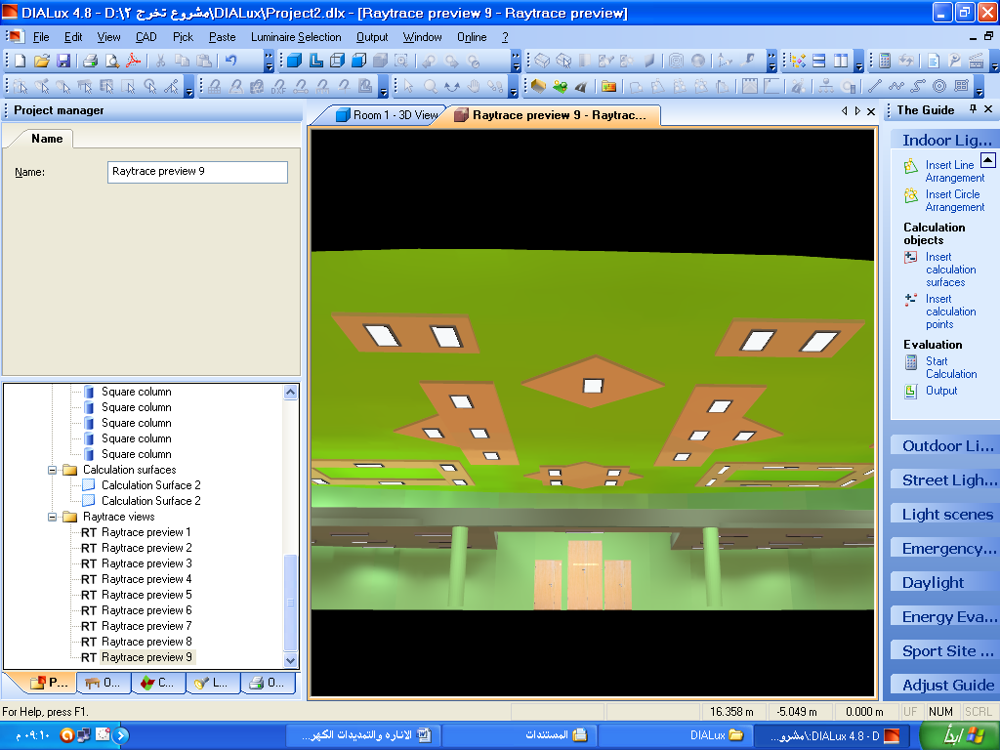 DIALux 4.8 - D:\مشروع تخرج ٢\DIALux\Project2.dlx - [Raytrace preview 9 - Raytrace preview]
File Edit View CAD Pick Paste Luminaire Selection Output Window Online ?
Project manager
Name
Name:
Raytrace preview 9
Square column
Square column
Square column
Square column
Square column
Calculation surfaces
Calculation Surface 2
Calculation Surface 2
Raytrace views
RT Raytrace preview 1
RT Raytrace preview 2
RT Raytrace preview 3
RT Raytrace preview 4
RT Raytrace preview 5
RT Raytrace preview 6
RT Raytrace preview 7
RT Raytrace preview 8
RT Raytrace preview 9
P...
O...
C...
L...
O...
Room 1 - 3D View
Raytrace preview 9 - Raytrac...
The Guide
Indoor Lig...
Insert Line
Arrangement
Insert Circle
Arrangement
Calculation
objects
Insert
calculation
surfaces
Insert
calculation
points
Evaluation
Start
Calculation
Output
Outdoor Li...
Street Ligh...
Light scenes
Emergency...
Daylight
Energy Eva...
Sport Site ...
Adjust Guide
For Help, press F1.
16.358 m
-5.049 m
0.000 m
UF
NUM
SCRL
ابدأ
DIALux 4.8 - D:\مشرو...
DIALux
المستندات
الاناره والتمديدات الكهر...
٠٩:١٠ م